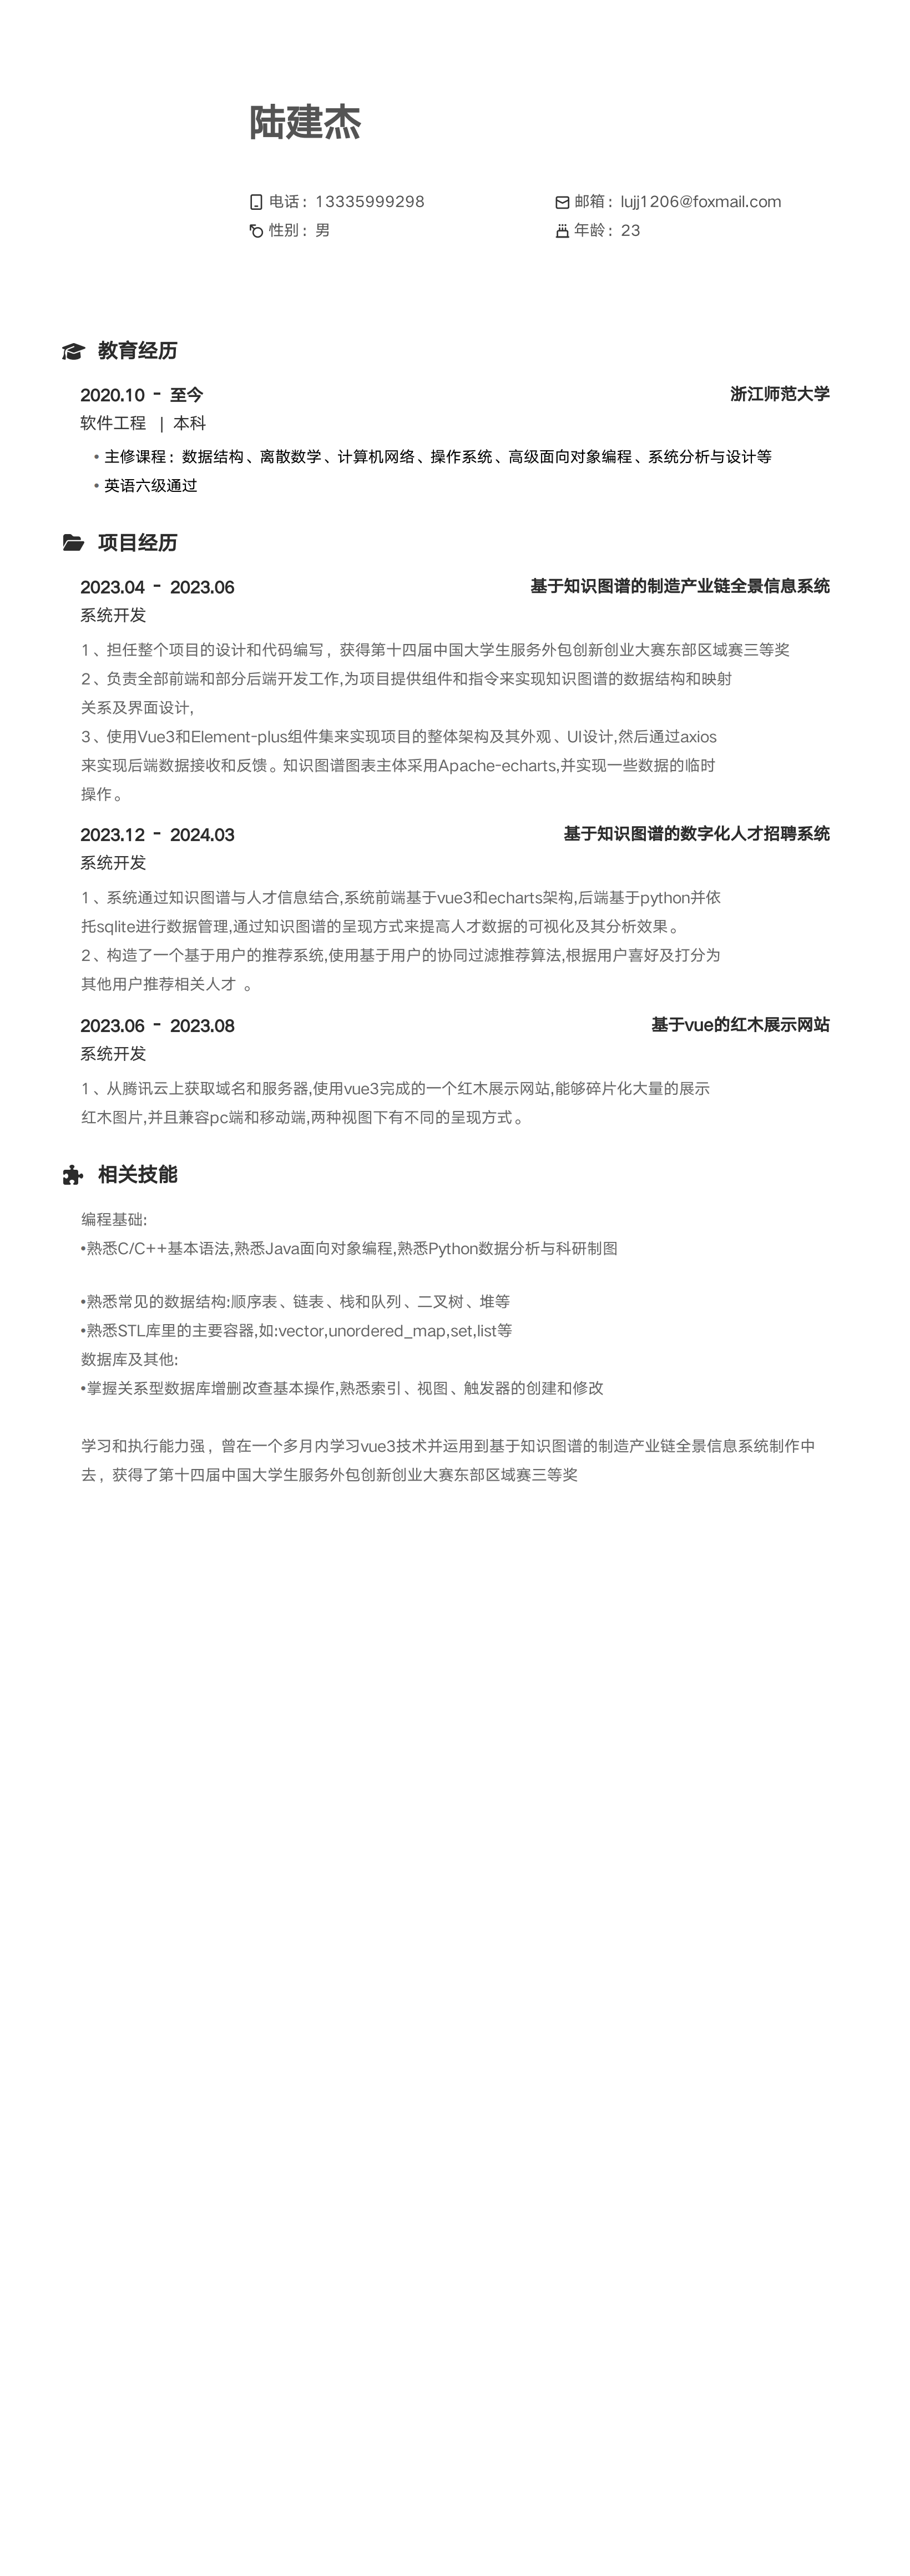 陆建杰
电话：13335999298
邮箱：lujj1206@foxmail.com
性别：男
年龄：23
教育经历
2020.10 - 至今
浙江师范大学
软件工程 | 本科
• 主修课程：数据结构、离散数学、计算机网络、操作系统、高级面向对象编程、系统分析与设计等
• 英语六级通过
项目经历
2023.04 - 2023.06
基于知识图谱的制造产业链全景信息系统
系统开发
1、担任整个项目的设计和代码编写，获得第十四届中国大学生服务外包创新创业大赛东部区域赛三等奖
2、负责全部前端和部分后端开发工作,为项目提供组件和指令来实现知识图谱的数据结构和映射
关系及界面设计,
3、使用Vue3和Element-plus组件集来实现项目的整体架构及其外观、UI设计,然后通过axios
来实现后端数据接收和反馈。知识图谱图表主体采用Apache-echarts,并实现一些数据的临时
操作。
2023.12 - 2024.03
基于知识图谱的数字化人才招聘系统
系统开发
1、系统通过知识图谱与人才信息结合,系统前端基于vue3和echarts架构,后端基于python并依
托sqlite进行数据管理,通过知识图谱的呈现方式来提高人才数据的可视化及其分析效果。
2、构造了一个基于用户的推荐系统,使用基于用户的协同过滤推荐算法,根据用户喜好及打分为
其他用户推荐相关人才 。
2023.06 - 2023.08
基于vue的红木展示网站
系统开发
1、从腾讯云上获取域名和服务器,使用vue3完成的一个红木展示网站,能够碎片化大量的展示
红木图片,并且兼容pc端和移动端,两种视图下有不同的呈现方式。
相关技能
编程基础:
•熟悉C/C++基本语法,熟悉Java面向对象编程,熟悉Python数据分析与科研制图
•熟悉常见的数据结构:顺序表、链表、栈和队列、二叉树、堆等
•熟悉STL库里的主要容器,如:vector,unordered_map,set,list等
数据库及其他:
•掌握关系型数据库增删改查基本操作,熟悉索引、视图、触发器的创建和修改
学习和执行能力强，曾在一个多月内学习vue3技术并运用到基于知识图谱的制造产业链全景信息系统制作中
去，获得了第十四届中国大学生服务外包创新创业大赛东部区域赛三等奖